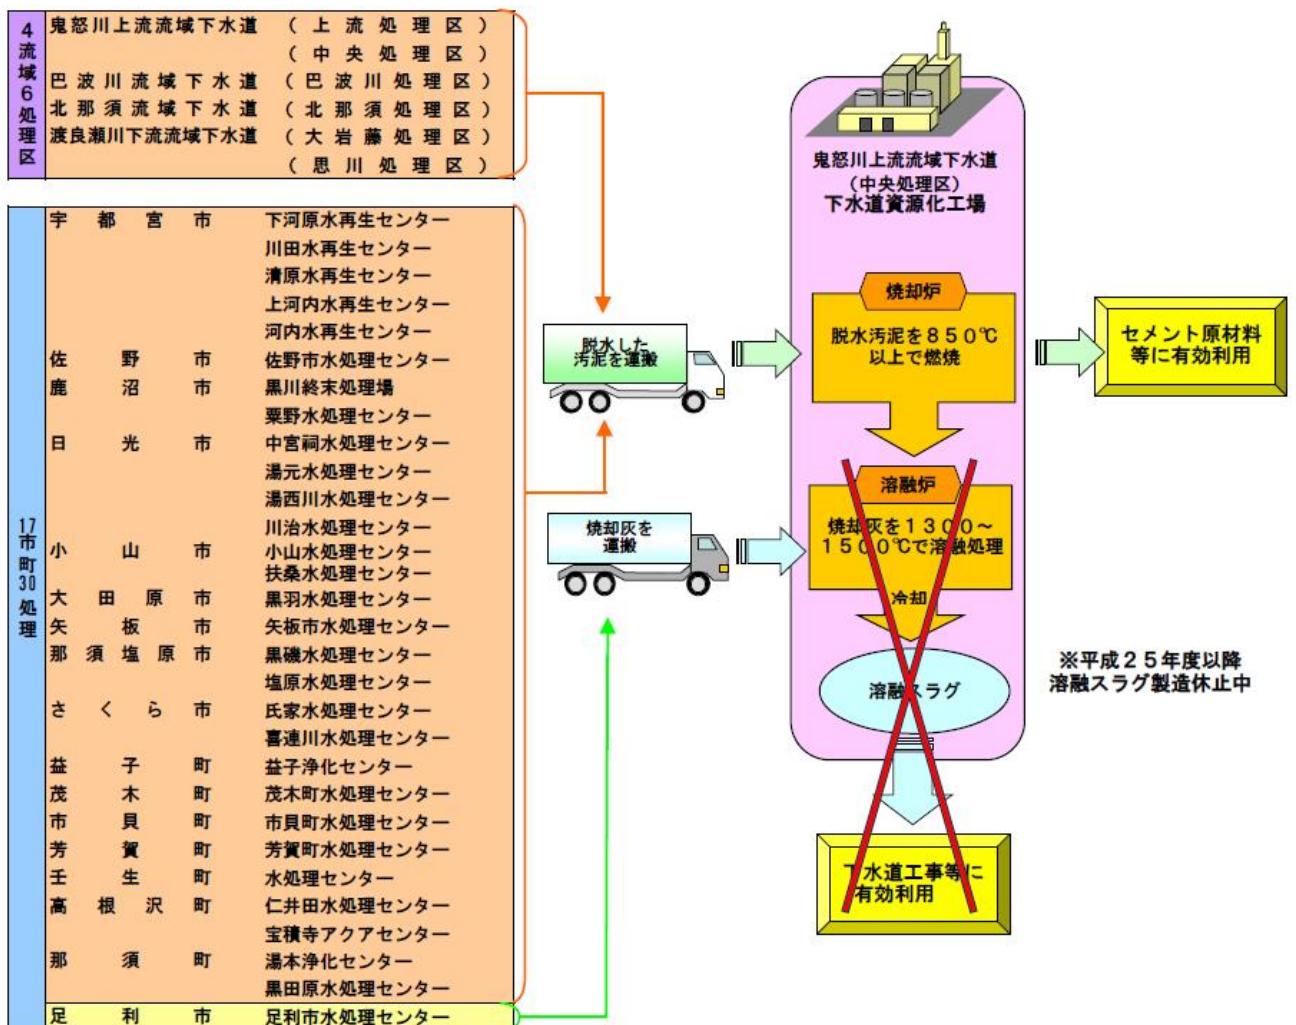 4流域6処理区
鬼怒川上流流域下水道 (上流処理区)
(中央処理区)
巴波川流域下水道 (巴波川処理区)
北那須流域下水道 (北那須処理区)
渡良瀬川下流流域下水道 (大岩藤処理区)
(思川処理区)
17市町30処理
宇都宮市 下河原水再生センター
川田水再生センター
清原水再生センター
上河内水再生センター
河内水再生センター
佐野市 佐野市水処理センター
鹿沼市 黒川終末処理場
粟野水処理センター
日光市 中宮祠水処理センター
湯元水処理センター
湯西川水処理センター
川治水処理センター
小山市 小山水処理センター
扶桑水処理センター
大田原市 黒羽水処理センター
矢板市 矢板市水処理センター
那須塩原市 黒磯水処理センター
塩原水処理センター
さくら市 氏家水処理センター
喜連川水処理センター
益子町 益子浄化センター
茂木町 茂木町水処理センター
市貝町 市貝町水処理センター
芳賀町 芳賀町水処理センター
壬生町 水処理センター
高根沢町 仁井田水処理センター
宝積寺アクアセンター
那須町 湯本浄化センター
黒田原水処理センター
足利市 足利市水処理センター
脱水した
汚泥を運搬
焼却灰を
運搬
鬼怒川上流流域下水道
(中央処理区)
下水道資源化工場
焼却炉
脱水汚泥を850℃
以上で燃焼
溶融炉
焼却灰を1300~
1500℃で溶融処理
冷却
溶融スラグ
下水道工事等に
有効利用
セメント原材料
等に有効利用
※平成25年度以降
溶融スラグ製造休止中